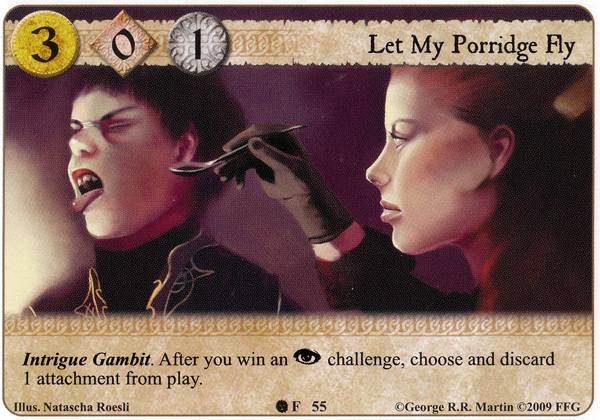 3 0 1 Let My Porridge Fly
Intrigue Gambit. After you win an challenge, choose and discard
1 attachment from play.
Illus. Natascha Roesli F 55 ©George R.R. Martin ©2009 FFG